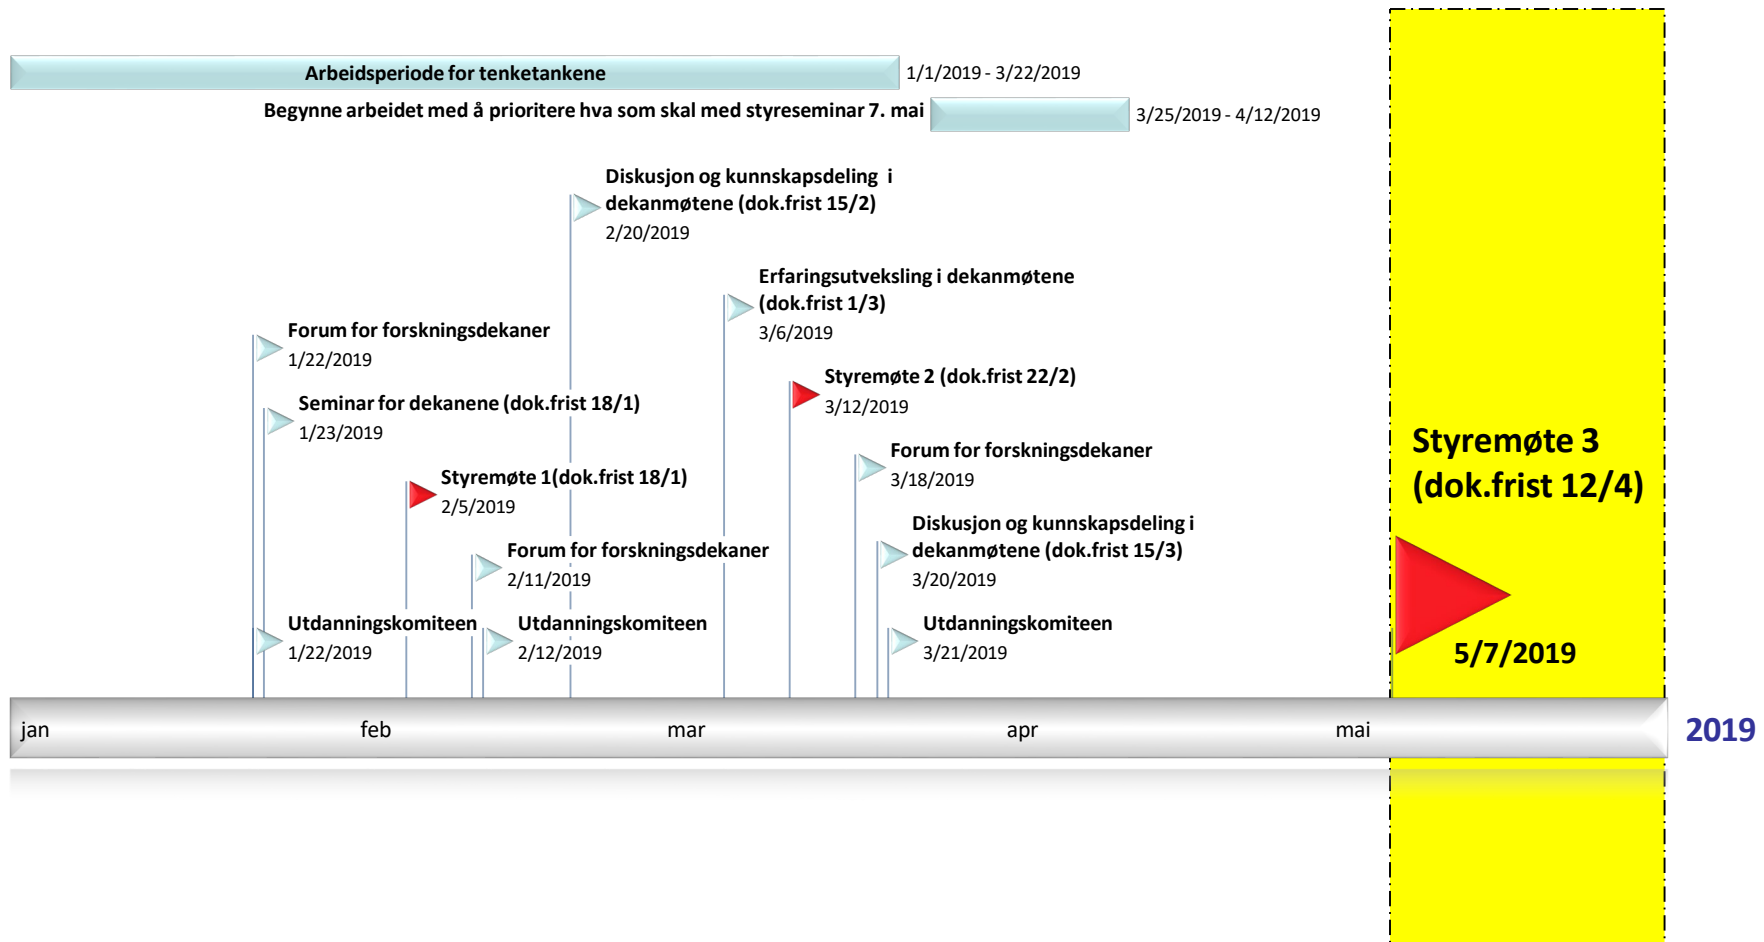 Arbeidsperiode for tenketankene
1/1/2019 - 3/22/2019
Begynne arbeidet med å prioritere hva som skal med styreseminar 7. mai
3/25/2019 - 4/12/2019
Diskusjon og kunnskapsdeling i
dekanmøtene (dok.frist 15/2)
2/20/2019
Erfaringsutveksling i dekanmøtene
(dok.frist 1/3)
3/6/2019
Forum for forskningsdekaner
1/22/2019
Styremøte 2 (dok.frist 22/2)
3/12/2019
Seminar for dekanene (dok.frist 18/1)
1/23/2019
Forum for forskningsdekaner
3/18/2019
Styremøte 3
(dok.frist 12/4)
5/7/2019
Styremøte 1(dok.frist 18/1)
2/5/2019
Diskusjon og kunnskapsdeling i
dekanmøtene (dok.frist 15/3)
3/20/2019
Forum for forskningsdekaner
2/11/2019
Utdanningskomiteen
1/22/2019
Utdanningskomiteen
2/12/2019
Utdanningskomiteen
3/21/2019
jan
feb
mar
apr
mai
2019